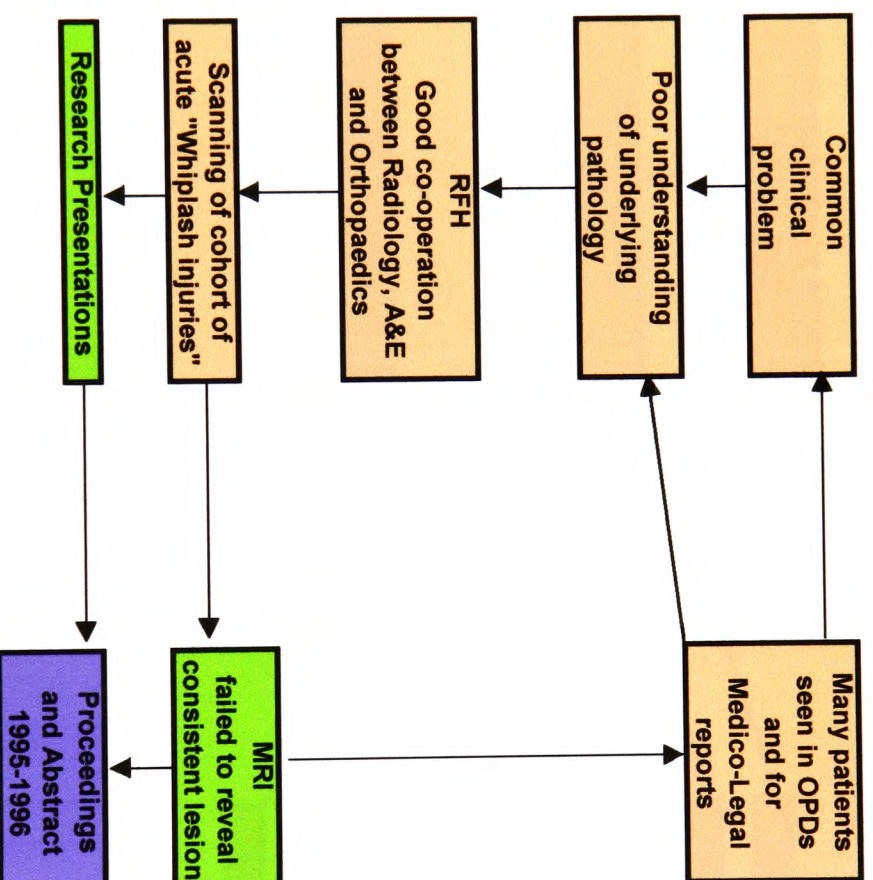 Common
clinical
problem
Poor understanding
of underlying
pathology
RFH
Good co-operation
between Radiology, A&E
and Orthopaedics
Scanning of cohort of
acute "Whiplash injuries"
Research Presentations
Many patients
seen in OPDs
and for
Medico-Legal
reports
MRI
failed to reveal
consistent lesion
Proceedings
and Abstract
1995-1996